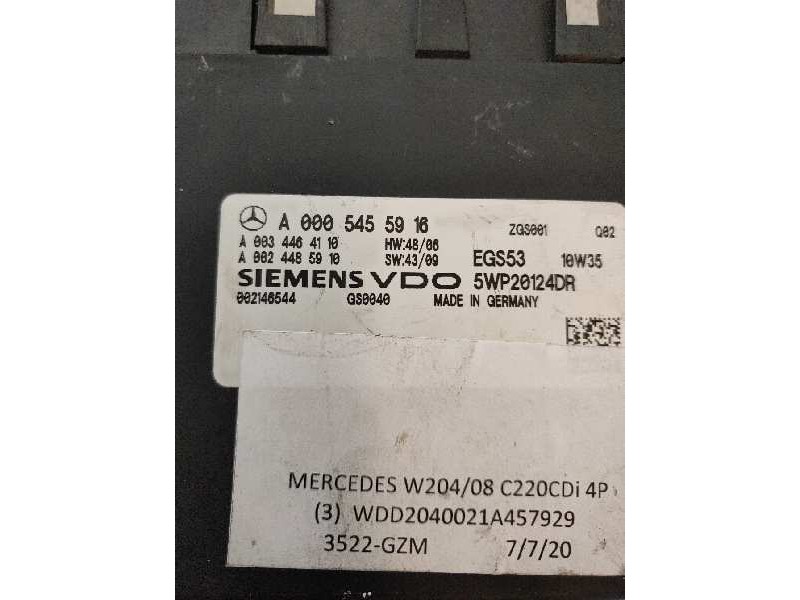 A 000 545 59 16
ZGS001 Q02
A 003 446 41 10 HW:48/06
A 002 448 59 10 SW:43/09 EGS53 10W35
SIEMENS VDO 5WP20124DR
002146544 GS0040 MADE IN GERMANY
MERCEDES W204/08 C220CDi 4P
(3) WDD2040021A457929
3522-GZM 7/7/20